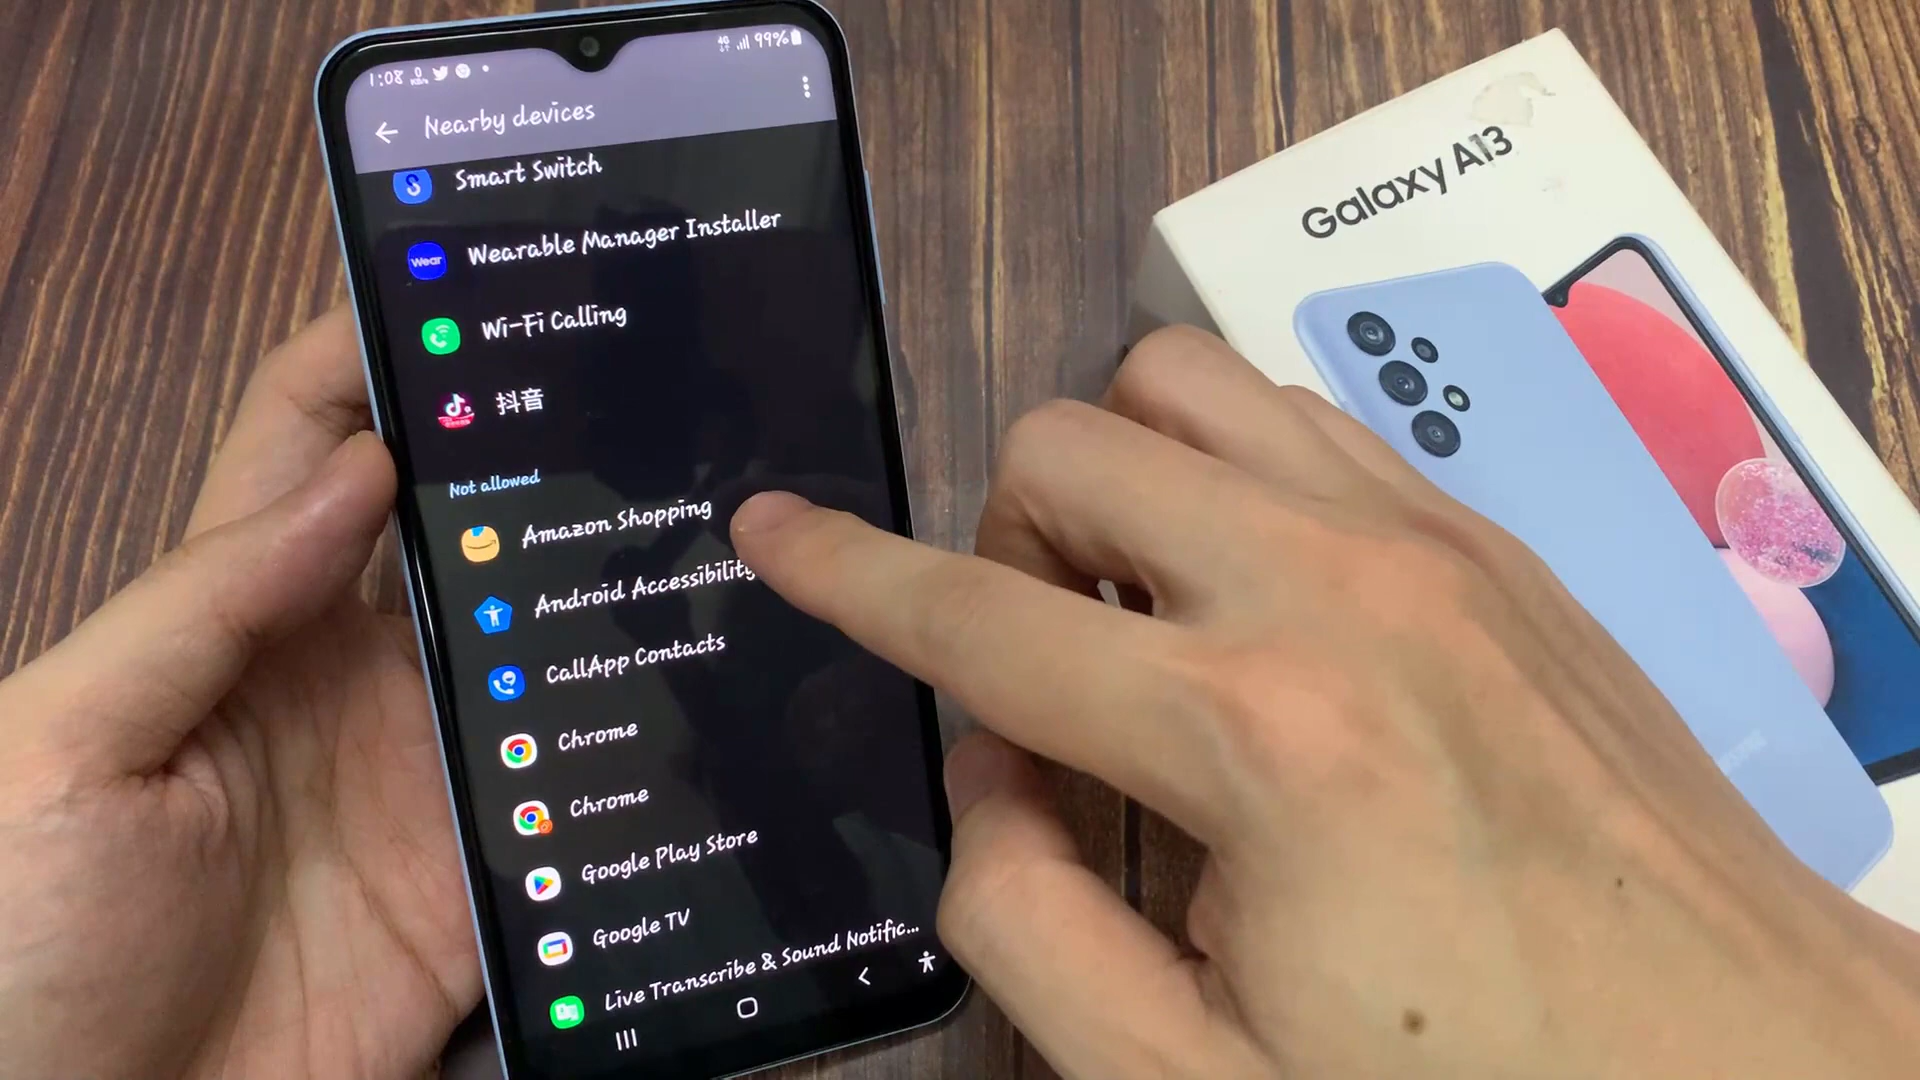 1:08
4G 99%
Nearby devices
Smart Switch
Wear Wearable Manager Installer
Wi-Fi Calling
抖音
Not allowed
Amazon Shopping
Android Accessibility
CallApp Contacts
Chrome
Chrome
Google Play Store
Google TV
Live Transcribe & Sound Notific...
Galaxy A13